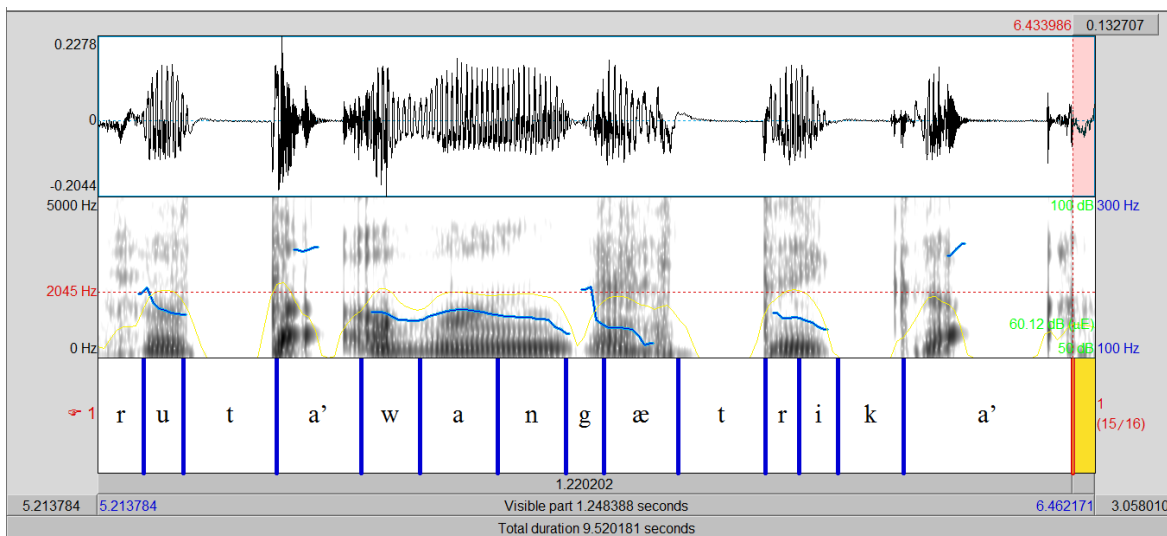 6.433986 0.132707
0.2278
0
-0.2044
5000 Hz 100 dB 300 Hz
2045 Hz
60.12 dB (µE)
0 Hz 50 dB 100 Hz
☞ 1 r u t a' w a n g æ t r i k a' 1
(15/16)
1.220202
5.213784 5.213784 Visible part 1.248388 seconds 6.462171 3.058010
Total duration 9.520181 seconds